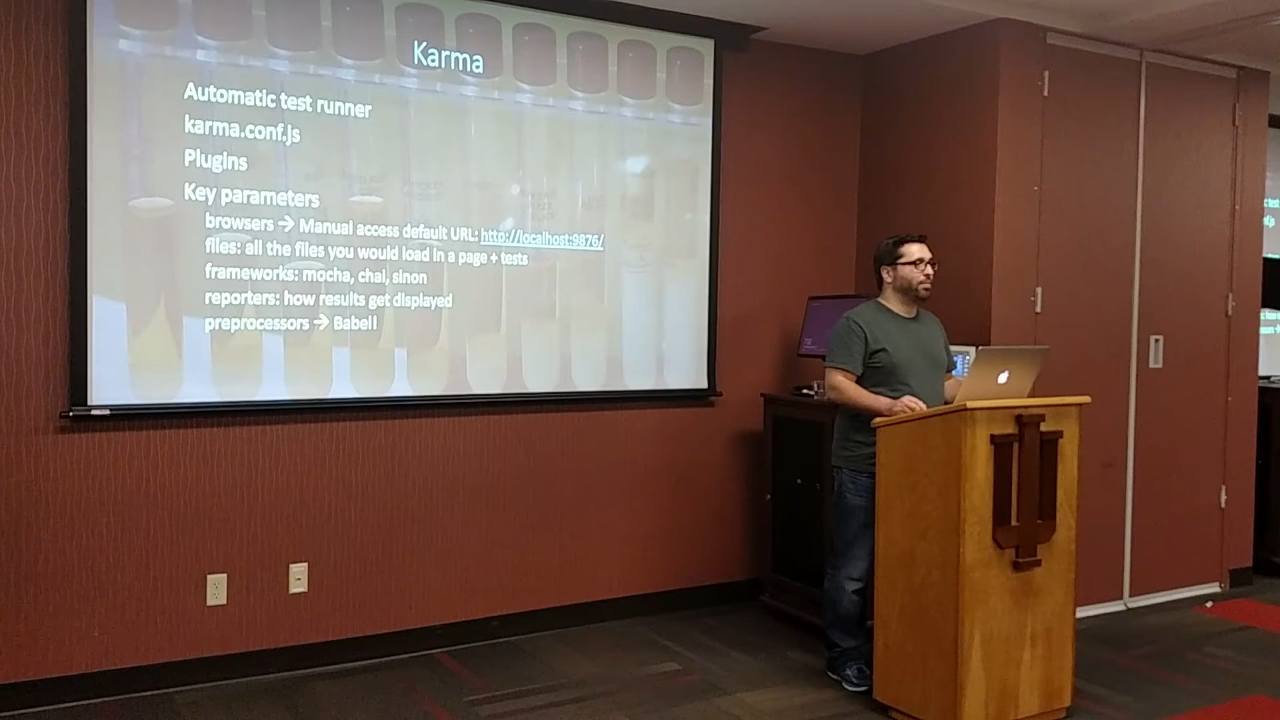 Karma
Automatic test runner
karma.conf.js
Plugins
Key parameters
browsers → Manual access default URL: http://localhost:9876/
files: all the files you would load in a page + tests
frameworks: mocha, chai, sinon
reporters: how results get displayed
preprocessors → Babel!